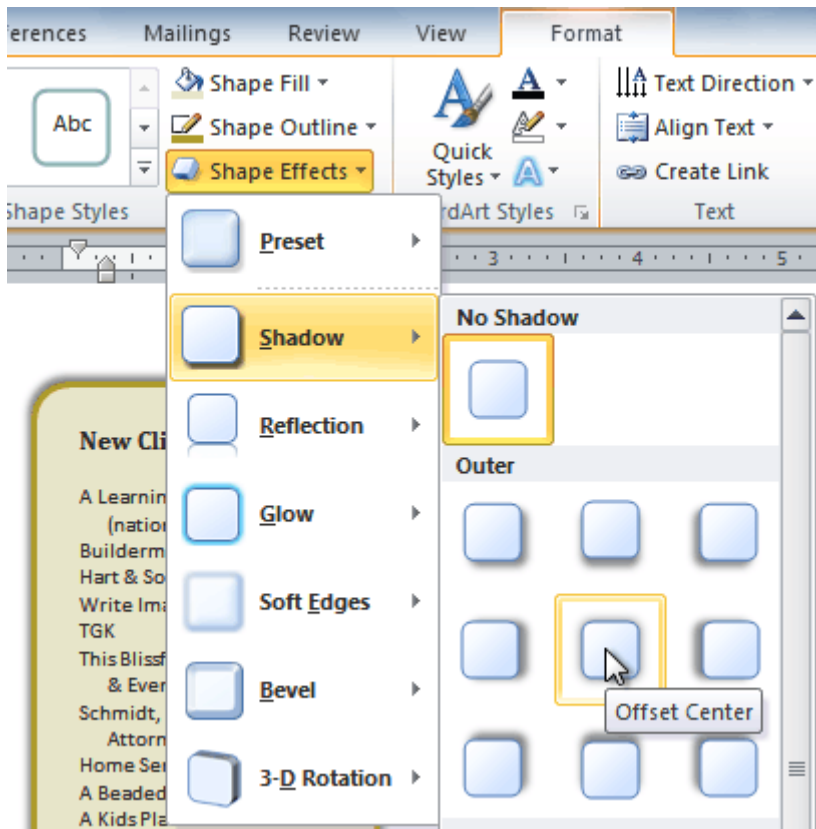 erences Mailings Review View Format
Abc
Shape Fill
Shape Outline
Shape Effects
Quick
Styles
Text Direction
Align Text
Create Link
Shape Styles rdArt Styles Text
3 4 5
Preset
Shadow
Reflection
Glow
Soft Edges
Bevel
3-D Rotation
No Shadow
Outer
Offset Center
New Cli
A Learnin
(nation
Builderm
Hart & So
Write Ima
TGK
This Blissf
& Ever
Schmidt,
Attorn
Home Ser
A Beaded
A Kids Pla